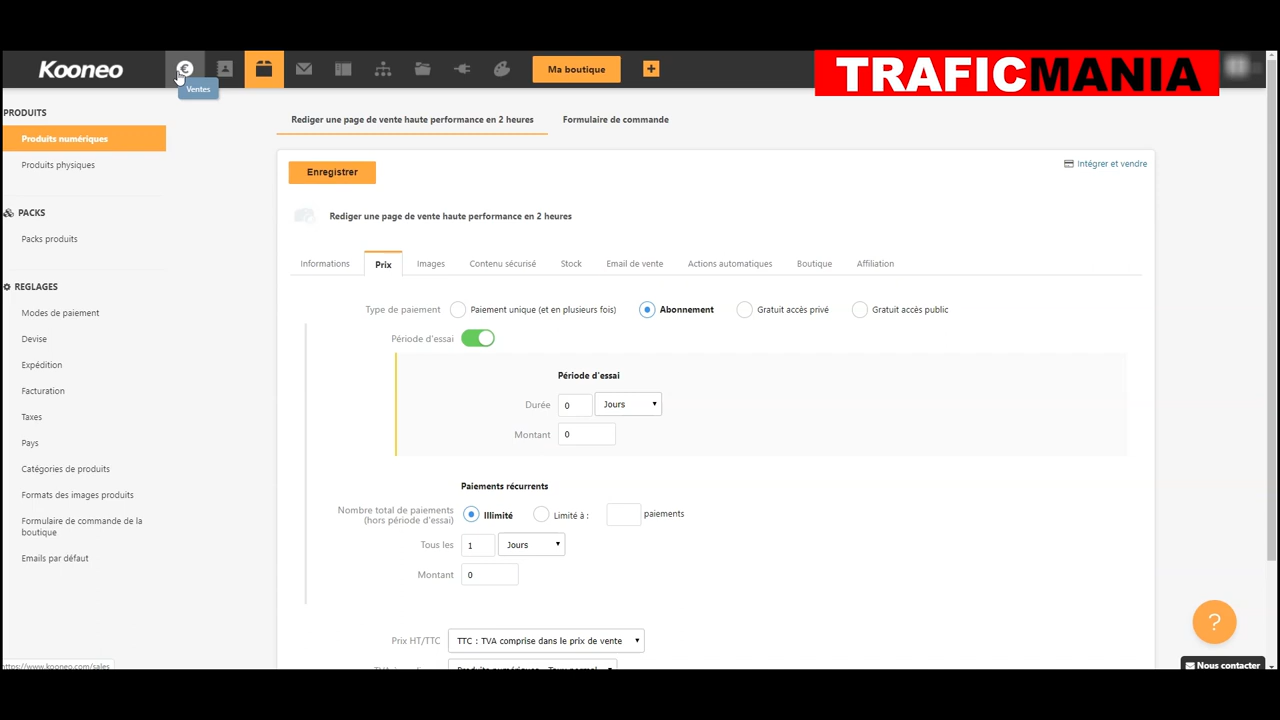 Kooneo
€
Ma boutique
+
TRAFICMANIA
Ventes
PRODUITS
Produits numériques
Produits physiques
PACKS
Packs produits
REGLAGES
Modes de paiement
Devise
Expédition
Facturation
Taxes
Pays
Catégories de produits
Formats des images produits
Formulaire de commande de la
boutique
Emails par défaut
https://www.kooneo.com/sales
Rediger une page de vente haute performance en 2 heures
Formulaire de commande
Enregistrer
Intégrer et vendre
Rediger une page de vente haute performance en 2 heures
Informations
Prix
Images
Contenu sécurisé
Stock
Email de vente
Actions automatiques
Boutique
Affiliation
Type de paiement
Paiement unique (et en plusieurs fois)
Abonnement
Gratuit accès privé
Gratuit accès public
Période d'essai
Période d'essai
Durée
0
Jours
Montant
0
Paiements récurrents
Nombre total de paiements
(hors période d'essai)
Illimité
Limité à :
paiements
Tous les
1
Jours
Montant
0
Prix HT/TTC
TTC : TVA comprise dans le prix de vente
?
Nous contacter